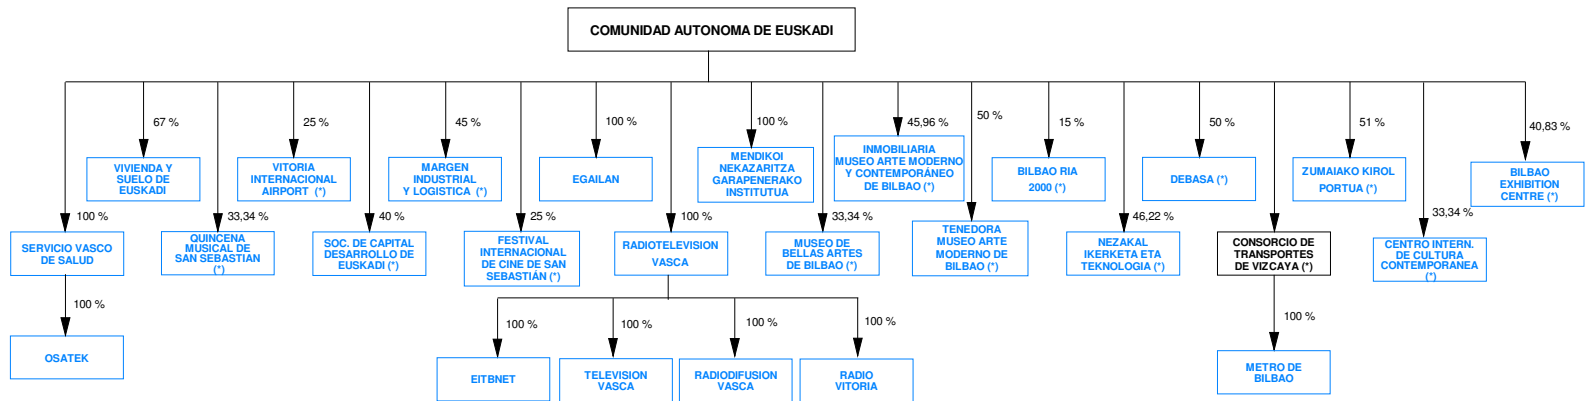 COMUNIDAD AUTONOMA DE EUSKADI
67 %
25 %
45 %
100 %
100 %
45,96 %
50 %
15 %
50 %
51 %
40,83 %
VIVIENDA Y
SUELO DE
EUSKADI
VITORIA
INTERNACIONAL
AIRPORT (*)
MARGEN
INDUSTRIAL
Y LOGISTICA (*)
EGAILAN
MENDIKOI
NEKAZARITZA
GARAPENERAKO
INSTITUTUA
INMOBILIARIA
MUSEO ARTE MODERNO
Y CONTEMPORÁNEO
DE BILBAO (*)
BILBAO RIA
2000 (*)
DEBASA (*)
ZUMAIAKO KIROL
PORTUA (*)
BILBAO
EXHIBITION
CENTRE (*)
100 %
33,34 %
40 %
25 %
100 %
33,34 %
46,22 %
33,34 %
SERVICIO VASCO
DE SALUD
QUINCENA
MUSICAL DE
SAN SEBASTIAN
(*)
SOC. DE CAPITAL
DESARROLLO DE
EUSKADI (*)
FESTIVAL
INTERNACIONAL
DE CINE DE SAN
SEBASTIÁN (*)
RADIOTELEVISION
VASCA
MUSEO DE
BELLAS ARTES
DE BILBAO (*)
TENEDORA
MUSEO ARTE
MODERNO DE
BILBAO (*)
NEZAKAL
IKERKETA ETA
TEKNOLOGIA (*)
CONSORCIO DE
TRANSPORTES
DE VIZCAYA (*)
CENTRO INTERN.
DE CULTURA
CONTEMPORANEA
(*)
100 %
100 %
100 %
100 %
100 %
100 %
OSATEK
EITBNET
TELEVISION
VASCA
RADIODIFUSION
VASCA
RADIO
VITORIA
METRO DE
BILBAO